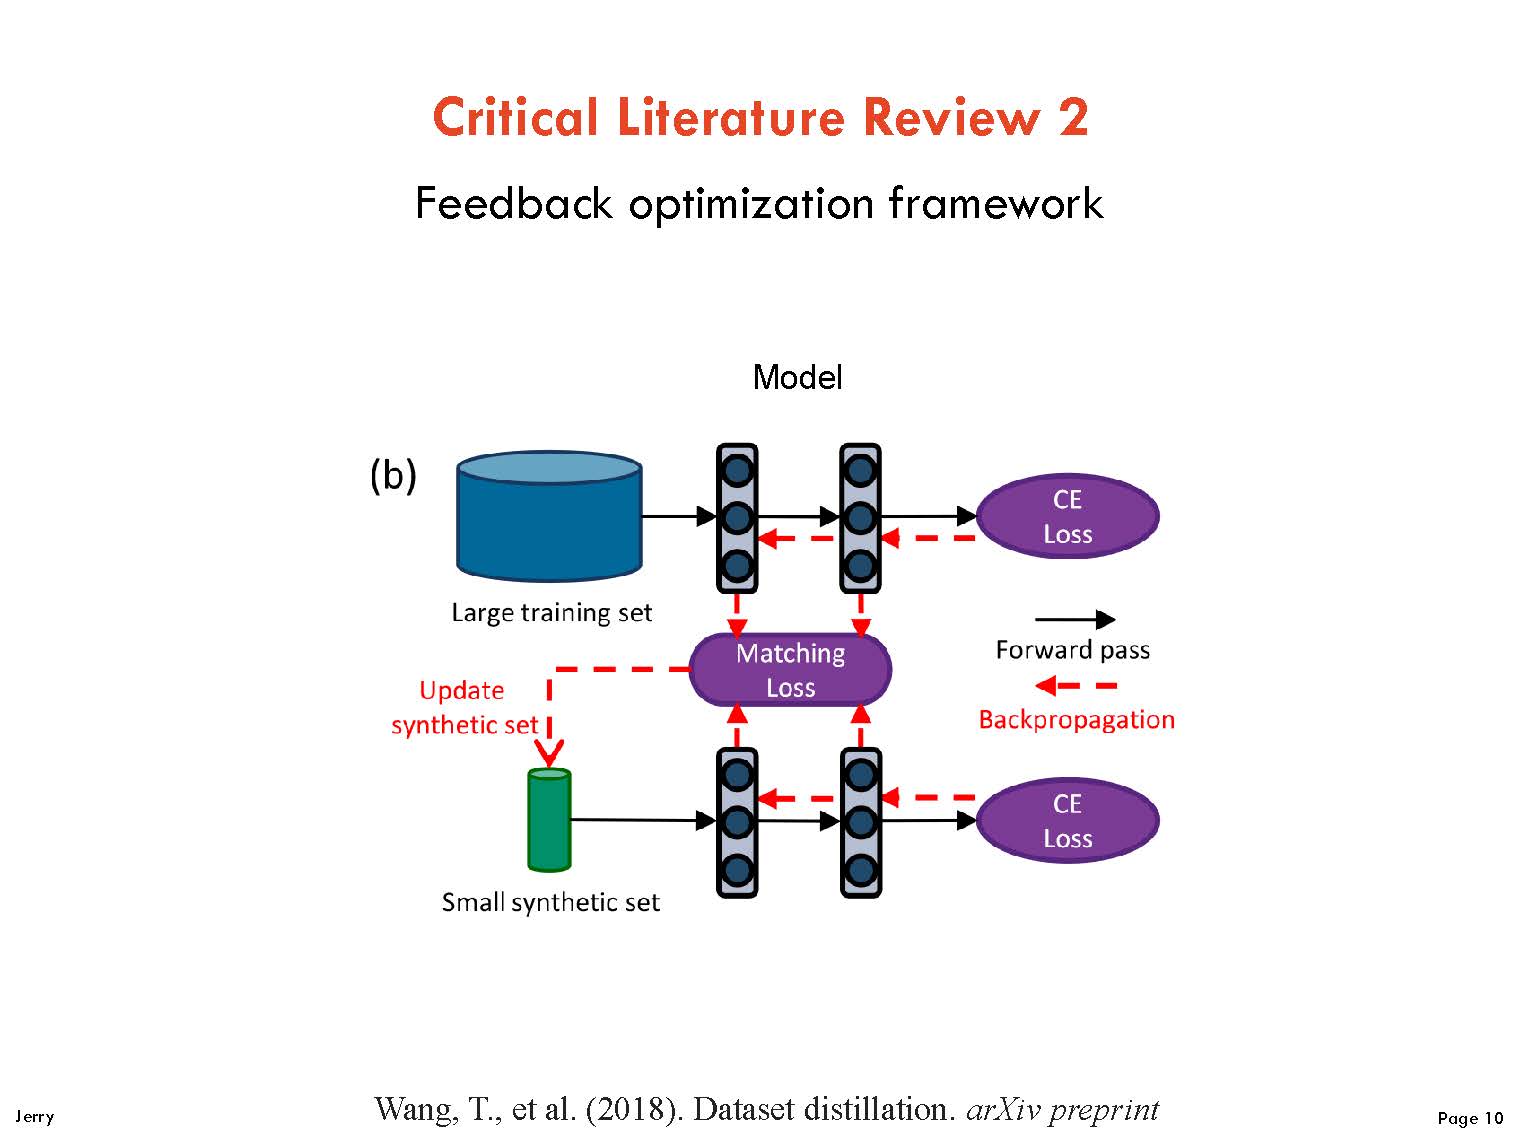 Critical Literature Review 2
Feedback optimization framework
Model
(b)
CE
Loss
Large training set
Matching
Loss
Forward pass
Backpropagation
Update
synthetic set
CE
Loss
Small synthetic set
Jerry
Wang, T., et al. (2018). Dataset distillation. arXiv preprint
Page 10